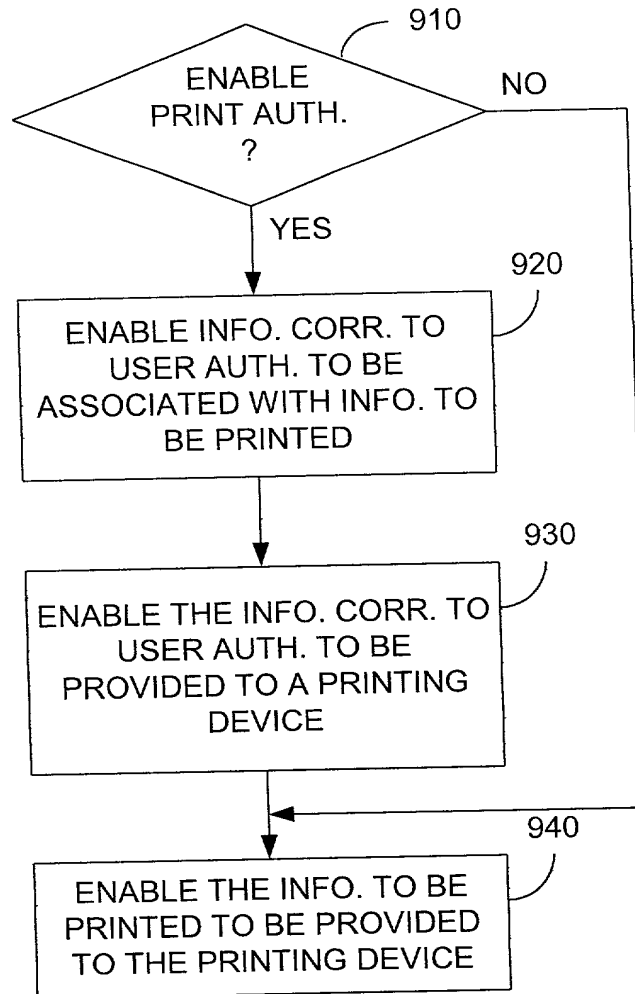 910
ENABLE
PRINT AUTH.
?
NO
YES
920
ENABLE INFO. CORR. TO
USER AUTH. TO BE
ASSOCIATED WITH INFO. TO
BE PRINTED
930
ENABLE THE INFO. CORR. TO
USER AUTH. TO BE
PROVIDED TO A PRINTING
DEVICE
940
ENABLE THE INFO. TO BE
PRINTED TO BE PROVIDED
TO THE PRINTING DEVICE